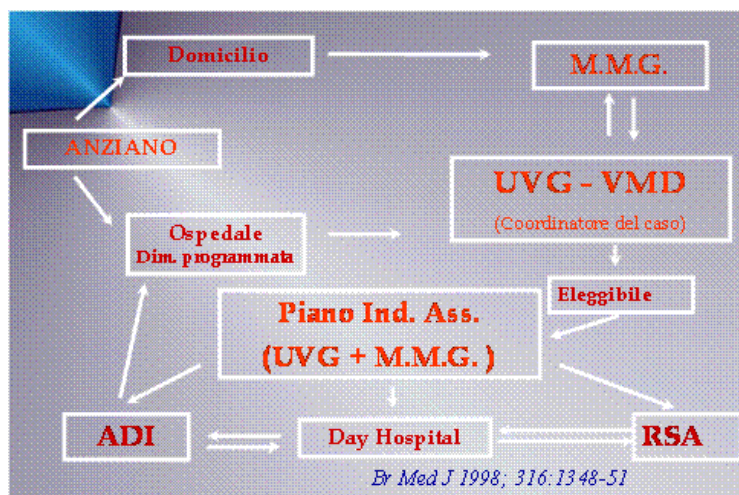 Domicilio
M.M.G.
ANZIANO
UVG - VMD
(Coordinatore del caso)
Ospedale
Dim. programmata
Eleggibile
Piano Ind. Ass.
(UVG + M.M.G. )
ADI
Day Hospital
RSA
Br Med J 1998; 316:1348-51